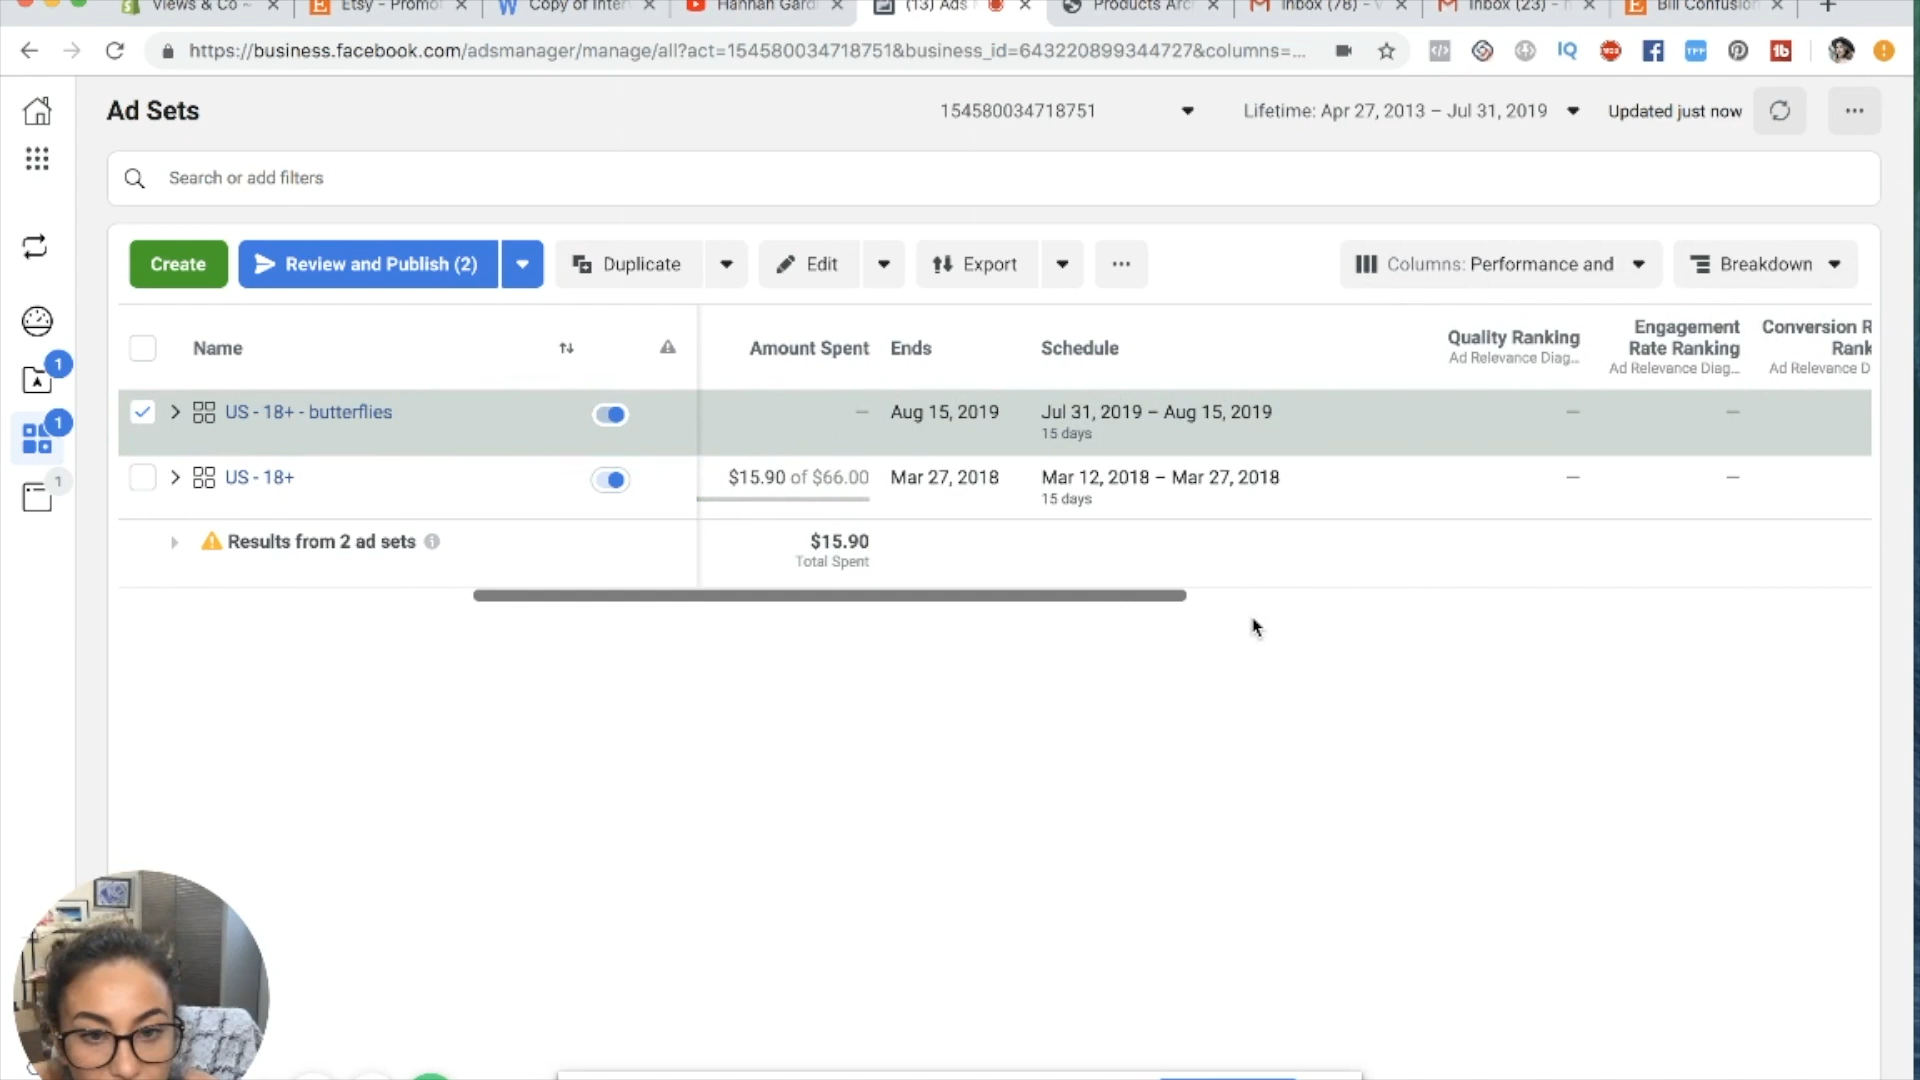 Views & Co -
Etsy - Promo
Copy of Inter
Hannah Gard
(13) Ads
Products Arc
Inbox (78) -
Inbox (23) -
Bill Confusion
https://business.facebook.com/adsmanager/manage/all?act=154580034718751&business_id=643220899344727&columns=...
IQ
TFP
Ad Sets
154580034718751
Lifetime: Apr 27, 2013 – Jul 31, 2019
Updated just now
Search or add filters
Create
Review and Publish (2)
Duplicate
Edit
Export
Columns: Performance and
Breakdown
Name
Amount Spent
Ends
Schedule
Quality Ranking
Ad Relevance Diag...
Engagement
Rate Ranking
Ad Relevance Diag...
Conversion R
Rank
Ad Relevance D
1
1
1
US - 18+ - butterflies
—
Aug 15, 2019
Jul 31, 2019 – Aug 15, 2019
15 days
—
—
US - 18+
$15.90 of $66.00
Mar 27, 2018
Mar 12, 2018 – Mar 27, 2018
15 days
—
—
Results from 2 ad sets
$15.90
Total Spent